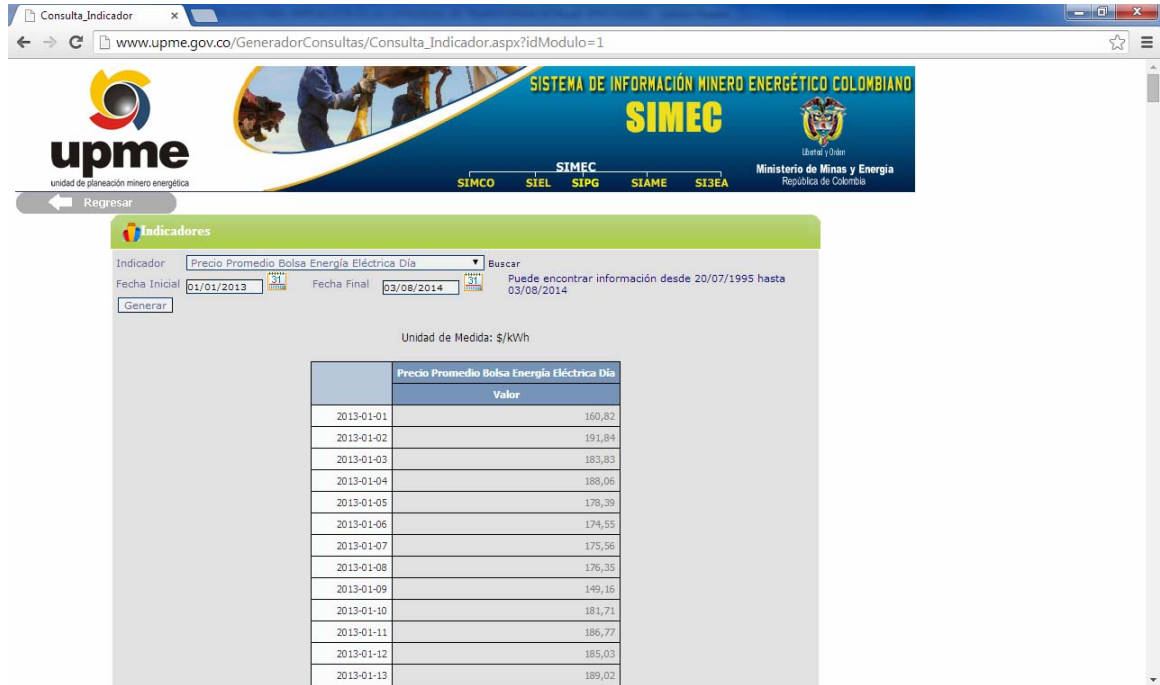 Consulta_Indicador
www.upme.gov.co/GeneradorConsultas/Consulta_Indicador.aspx?idModulo=1
SISTEMA DE INFORMACIÓN MINERO ENERGÉTICO COLOMBIANO
SIMEC
upme
unidad de planeación minero energética
Libertad y Orden
Ministerio de Minas y Energía
República de Colombia
SIMEC
SIMCO SIEL SIPG SIAME SI3EA
Regresar
Indicadores
Indicador Precio Promedio Bolsa Energía Eléctrica Día Buscar
Fecha Inicial 01/01/2013 31 Fecha Final 03/08/2014 31 Puede encontrar información desde 20/07/1995 hasta
03/08/2014
Generar
Unidad de Medida: $/kWh
Precio Promedio Bolsa Energía Eléctrica Día
Valor
2013-01-01 160,82
2013-01-02 191,84
2013-01-03 183,83
2013-01-04 188,06
2013-01-05 178,39
2013-01-06 174,55
2013-01-07 175,56
2013-01-08 176,35
2013-01-09 149,16
2013-01-10 181,71
2013-01-11 186,77
2013-01-12 185,03
2013-01-13 189,02